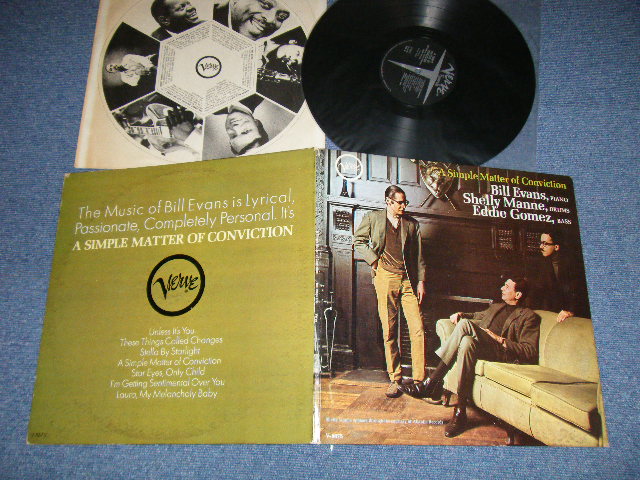 Verve
VERVE
The Music of Bill Evans is Lyrical,
Passionate, Completely Personal. It's
A SIMPLE MATTER OF CONVICTION
Verve
Unless It's You
These Things Called Changes
Stella By Starlight
A Simple Matter of Conviction
Star Eyes, Only Child
I'm Getting Sentimental Over You
Laura, My Melancholy Baby
Verve
A Simple Matter of Conviction
Bill Evans, PIANO
Shelly Manne, DRUMS
Eddie Gomez, BASS
V-8675